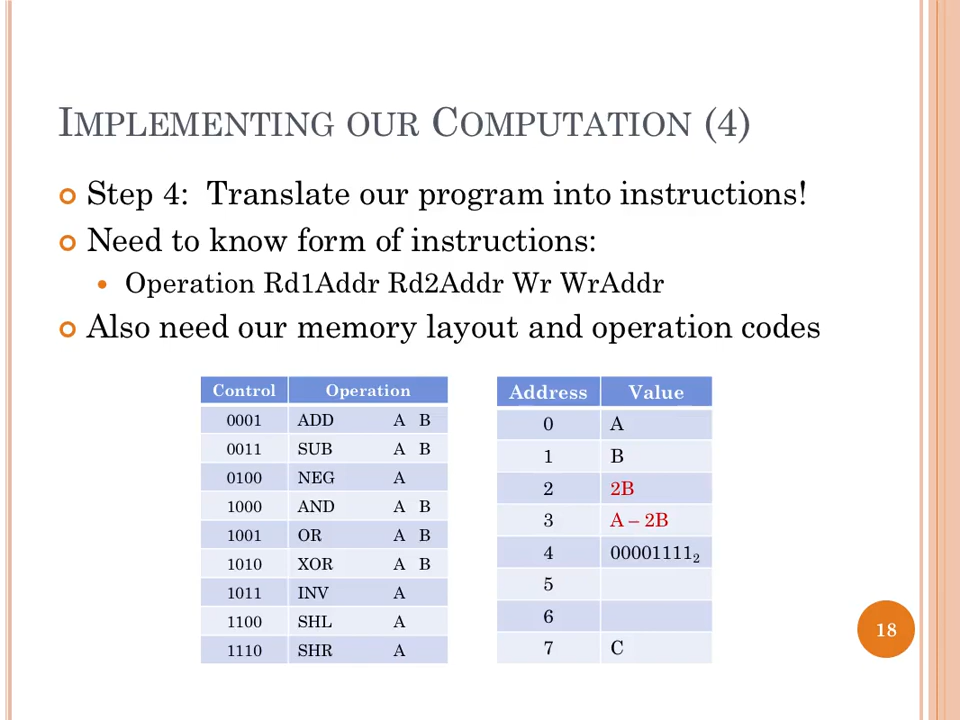 IMPLEMENTING OUR COMPUTATION (4)
Step 4: Translate our program into instructions!
Need to know form of instructions:
Operation Rd1Addr Rd2Addr Wr WrAddr
Also need our memory layout and operation codes
Control Operation
0001 ADD A B
0011 SUB A B
0100 NEG A
1000 AND A B
1001 OR A B
1010 XOR A B
1011 INV A
1100 SHL A
1110 SHR A
Address Value
0 A
1 B
2 2B
3 A – 2B
4 00001111₂
5
6
7 C
18